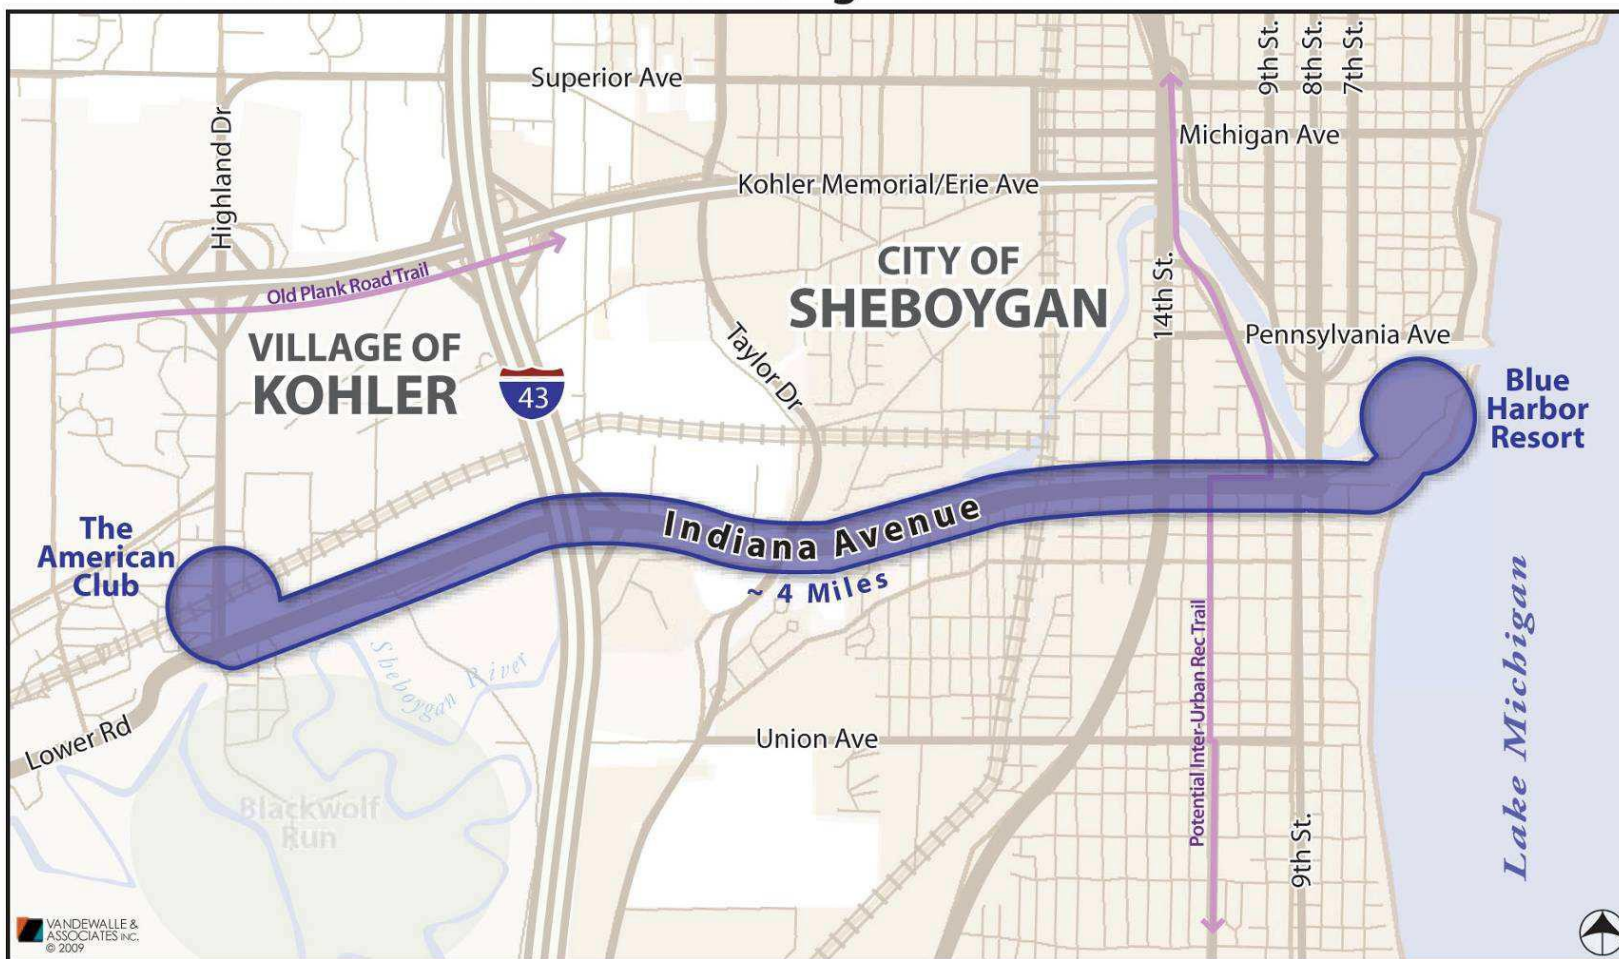 9th St.
8th St.
7th St.
Superior Ave
Highland Dr
Michigan Ave
Kohler Memorial/Erie Ave
Old Plank Road Trail
CITY OF
SHEBOYGAN
14th St.
VILLAGE OF
KOHLER
Taylor Dr
Pennsylvania Ave
43
Blue
Harbor
Resort
The
American
Club
Indiana Avenue
~ 4 Miles
Sheboygan River
Lower Rd
Union Ave
Potential Inter-Urban Rec Trail
Lake Michigan
Blackwolf
Run
9th St.
VANDEWALLE &
ASSOCIATES INC.
© 2009